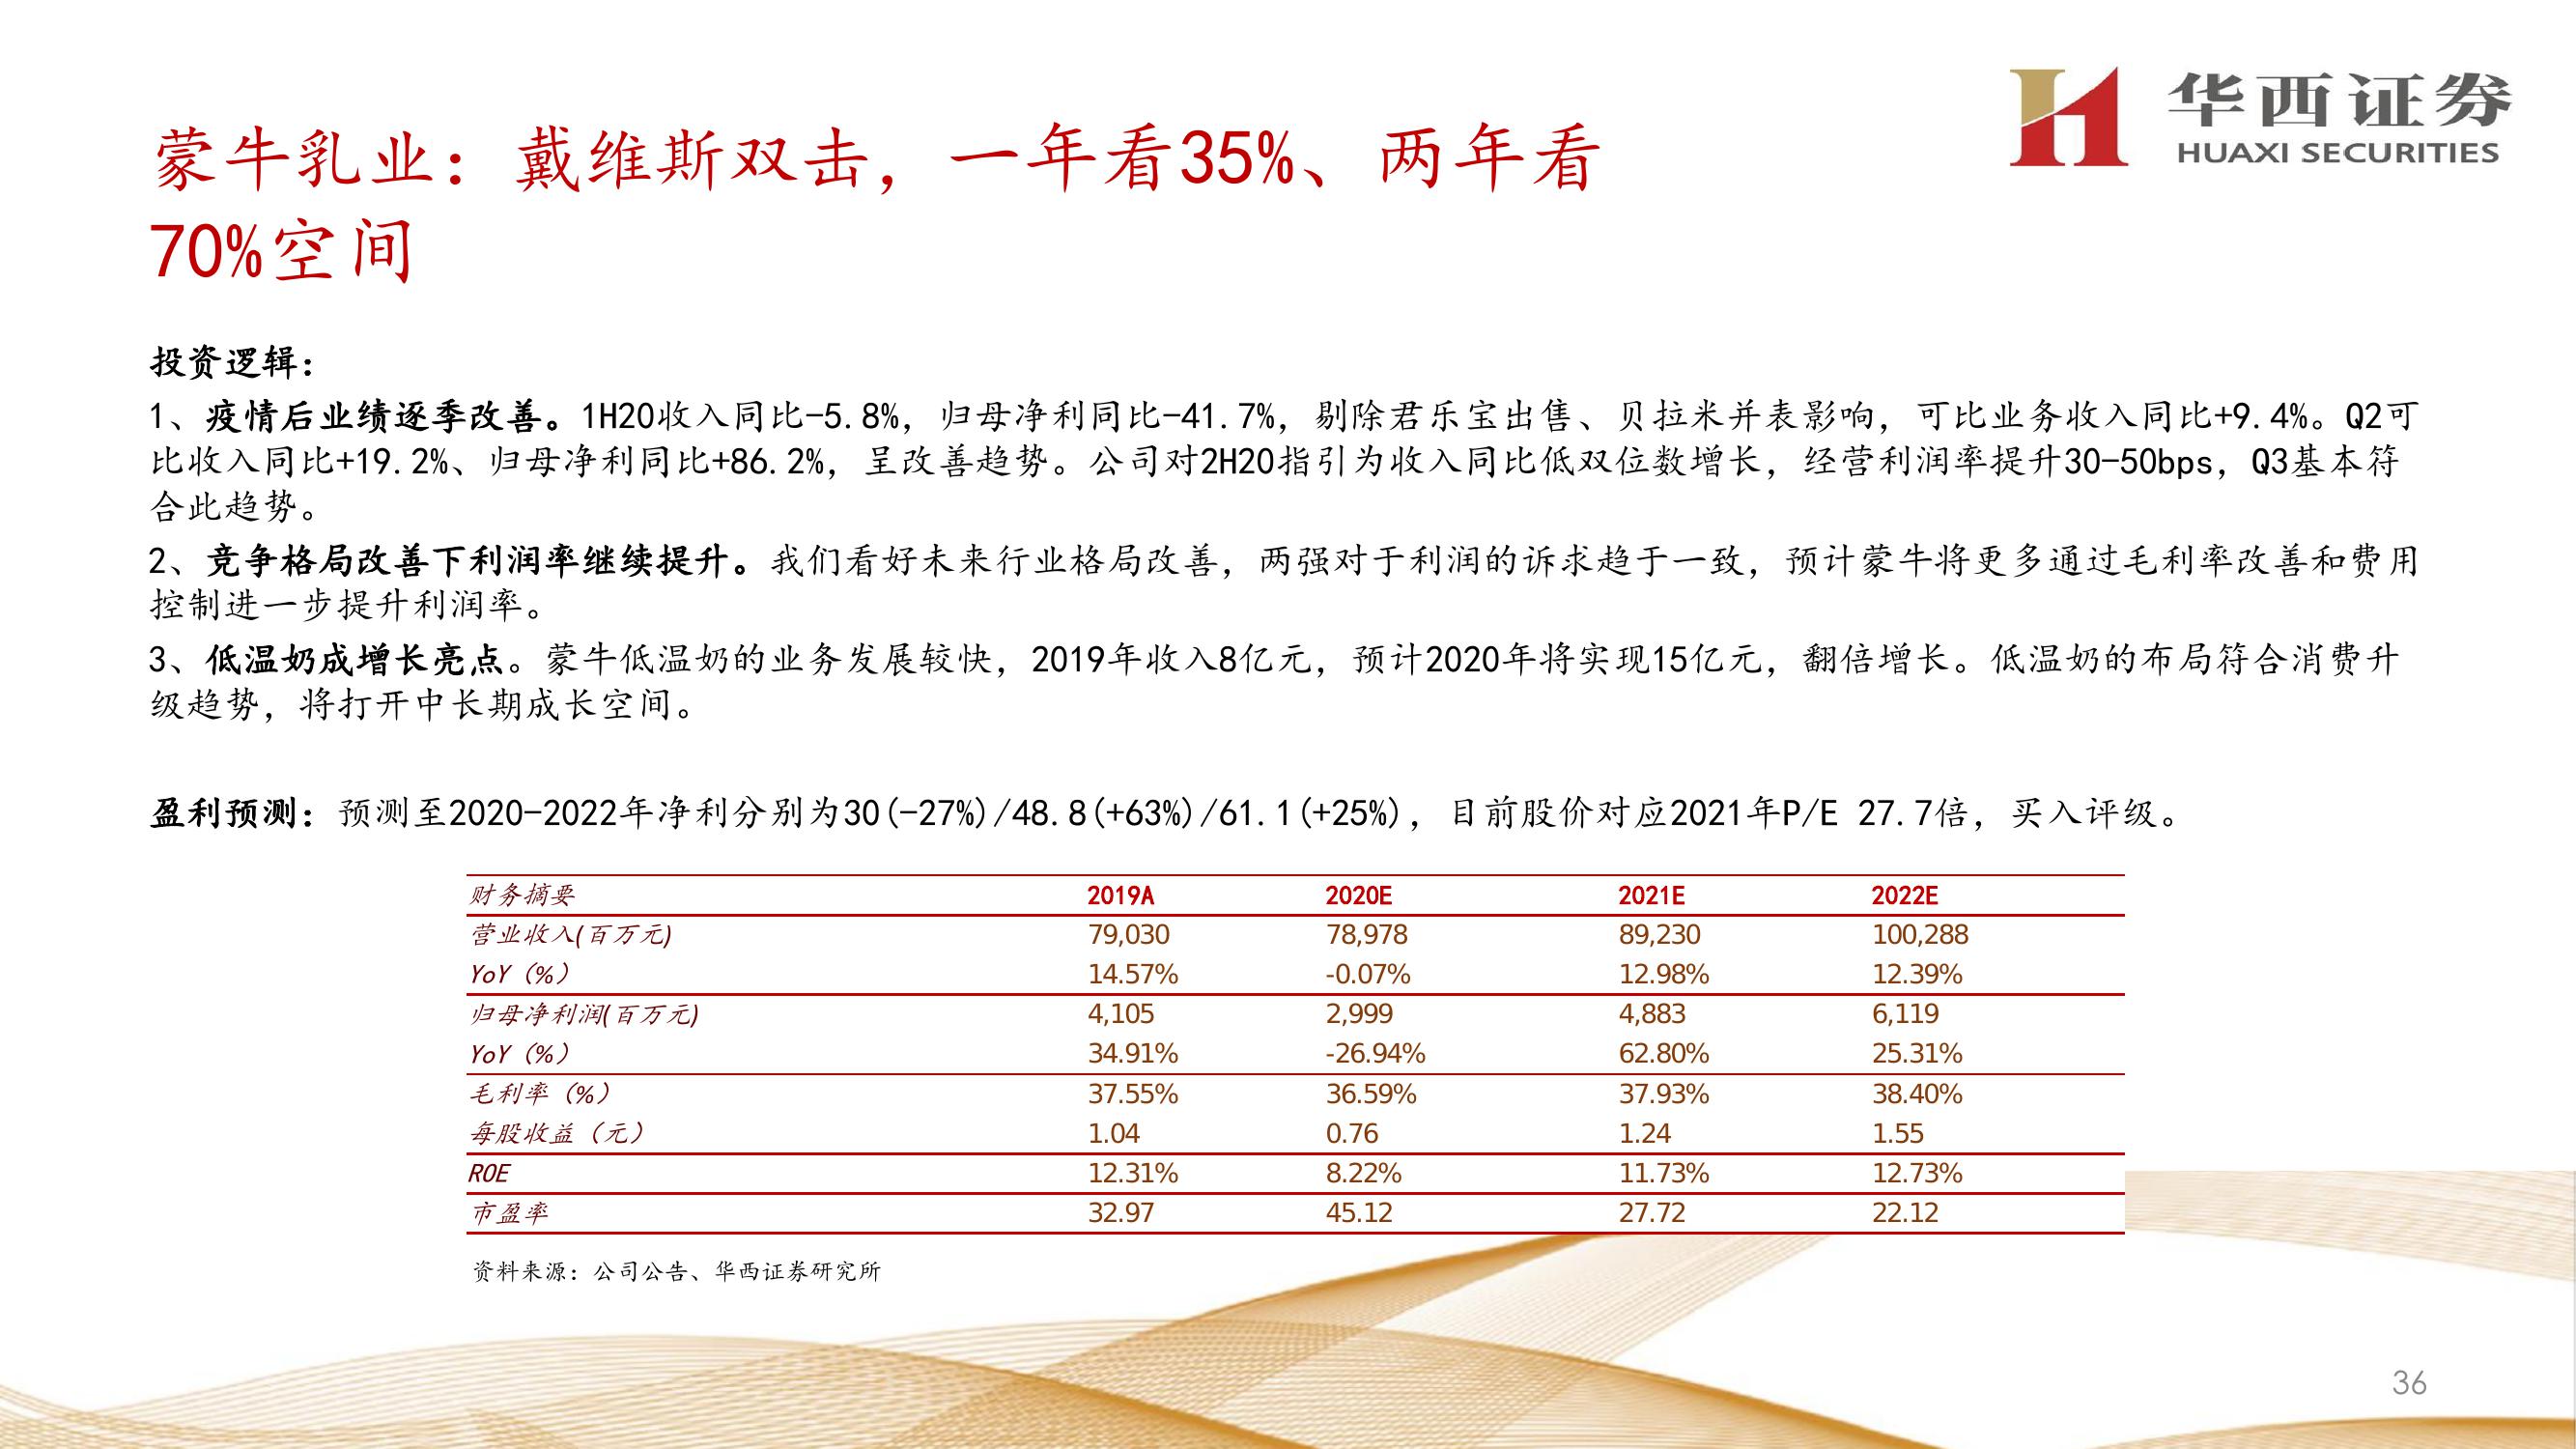 华西证券
HUAXI SECURITIES
蒙牛乳业：戴维斯双击，一年看35%、两年看
70%空间
投资逻辑：
1、疫情后业绩逐季改善。1H20收入同比-5.8%，归母净利同比-41.7%，剔除君乐宝出售、贝拉米并表影响，可比业务收入同比+9.4%。Q2可
比收入同比+19.2%、归母净利同比+86.2%，呈改善趋势。公司对2H20指引为收入同比低双位数增长，经营利润率提升30-50bps，Q3基本符
合此趋势。
2、竞争格局改善下利润率继续提升。我们看好未来行业格局改善，两强对于利润的诉求趋于一致，预计蒙牛将更多通过毛利率改善和费用
控制进一步提升利润率。
3、低温奶成增长亮点。蒙牛低温奶的业务发展较快，2019年收入8亿元，预计2020年将实现15亿元，翻倍增长。低温奶的布局符合消费升
级趋势，将打开中长期成长空间。
盈利预测：预测至2020-2022年净利分别为30(-27%)/48.8(+63%)/61.1(+25%)，目前股价对应2021年P/E 27.7倍，买入评级。
财务摘要 2019A 2020E 2021E 2022E
营业收入(百万元) 79,030 78,978 89,230 100,288
YoY（%） 14.57% -0.07% 12.98% 12.39%
归母净利润(百万元) 4,105 2,999 4,883 6,119
YoY（%） 34.91% -26.94% 62.80% 25.31%
毛利率（%） 37.55% 36.59% 37.93% 38.40%
每股收益（元） 1.04 0.76 1.24 1.55
ROE 12.31% 8.22% 11.73% 12.73%
市盈率 32.97 45.12 27.72 22.12
资料来源：公司公告、华西证券研究所
36